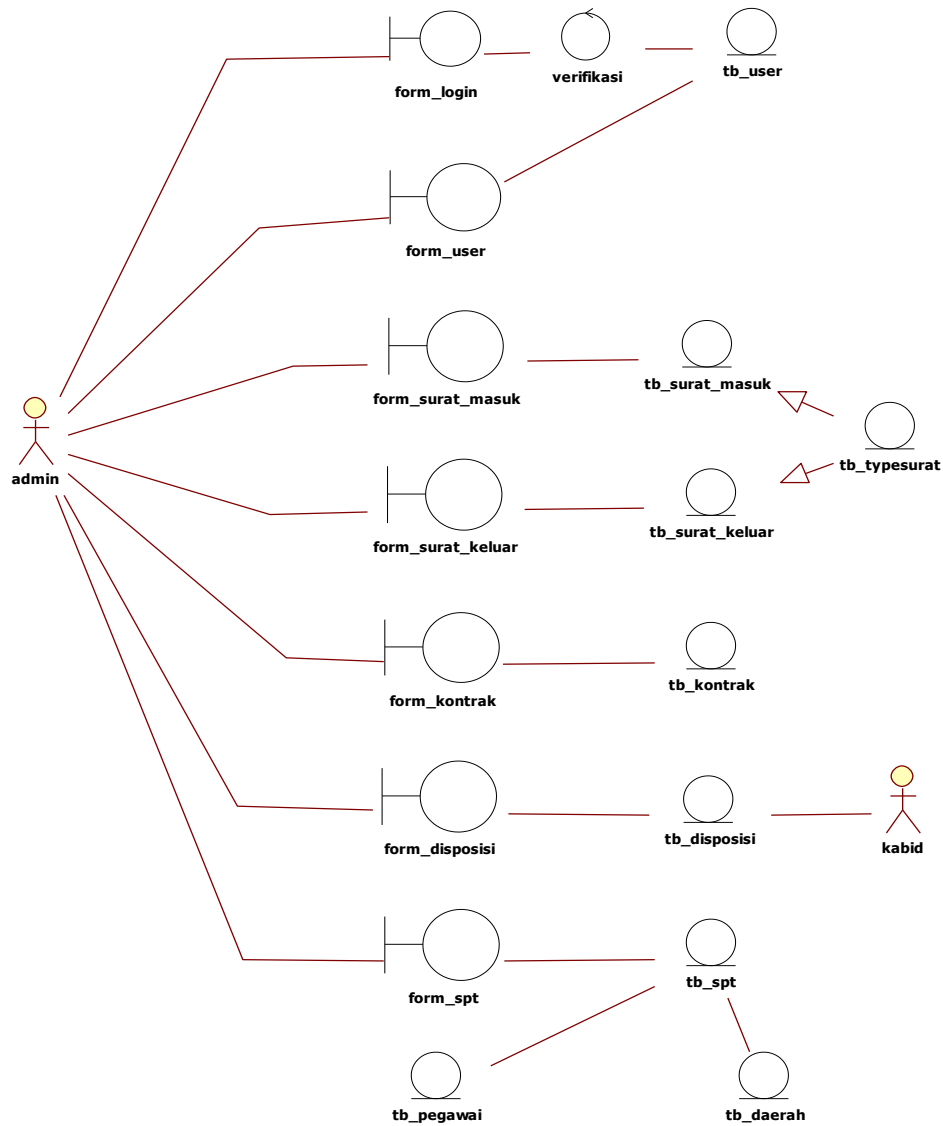 form_login
verifikasi
tb_user
form_user
form_surat_masuk
tb_surat_masuk
tb_typesurat
admin
form_surat_keluar
tb_surat_keluar
form_kontrak
tb_kontrak
form_disposisi
tb_disposisi
kabid
form_spt
tb_spt
tb_pegawai
tb_daerah